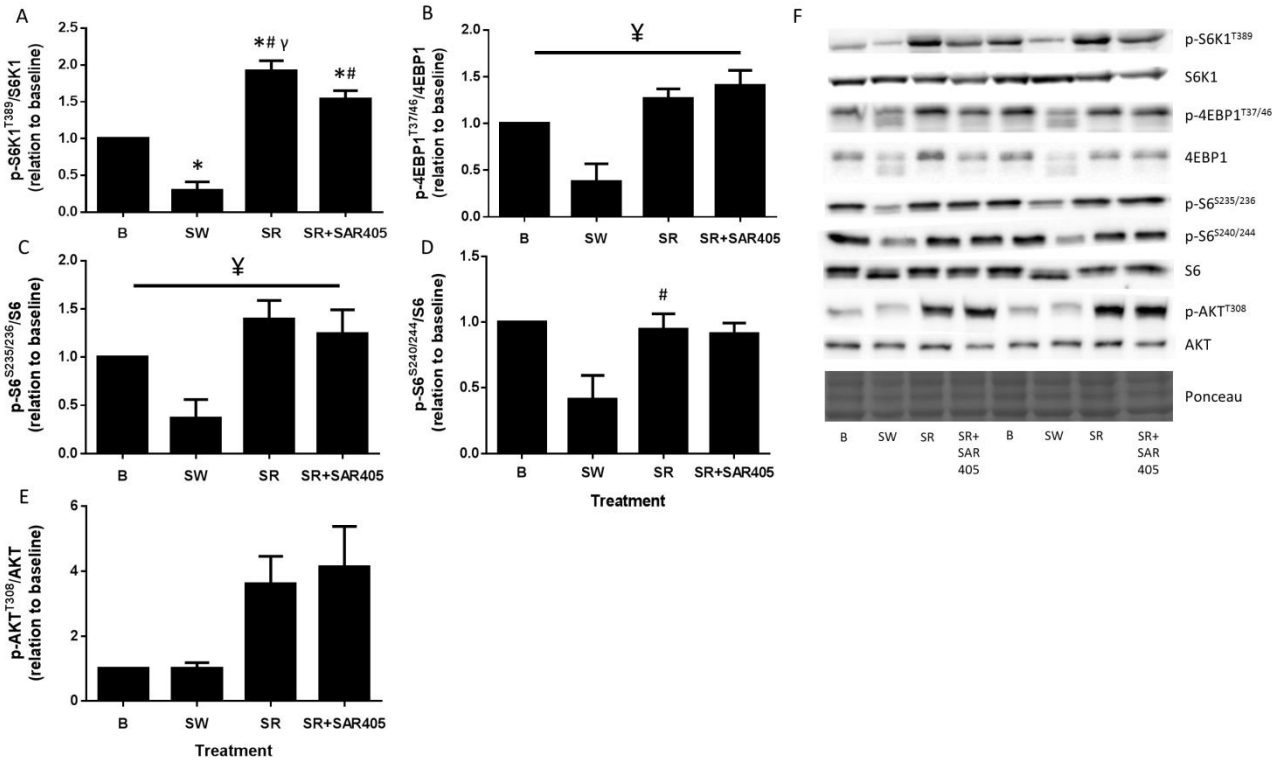 A
p-S6K1T389/S6K1
(relation to baseline)
2.5
2.0
1.5
1.0
0.5
0.0
*
*# γ
*#
B
SW
SR
SR+SAR405
B
p-4EBP1T37/46/4EBP1
(relation to baseline)
2.0
1.5
1.0
0.5
0.0
¥
B
SW
SR
SR+SAR405
C
p-S6S235/236/S6
(relation to baseline)
2.0
1.5
1.0
0.5
0.0
¥
B
SW
SR
SR+SAR405
D
p-S6S240/244/S6
(relation to baseline)
1.5
1.0
0.5
0.0
#
B
SW
SR
SR+SAR405
Treatment
E
p-AKTT308/AKT
(relation to baseline)
6
4
2
0
B
SW
SR
SR+SAR405
Treatment
F
p-S6K1T389
S6K1
p-4EBP1T37/46
4EBP1
p-S6S235/236
p-S6S240/244
S6
p-AKTT308
AKT
Ponceau
B
SW
SR
SR+
SAR
405
B
SW
SR
SR+
SAR
405